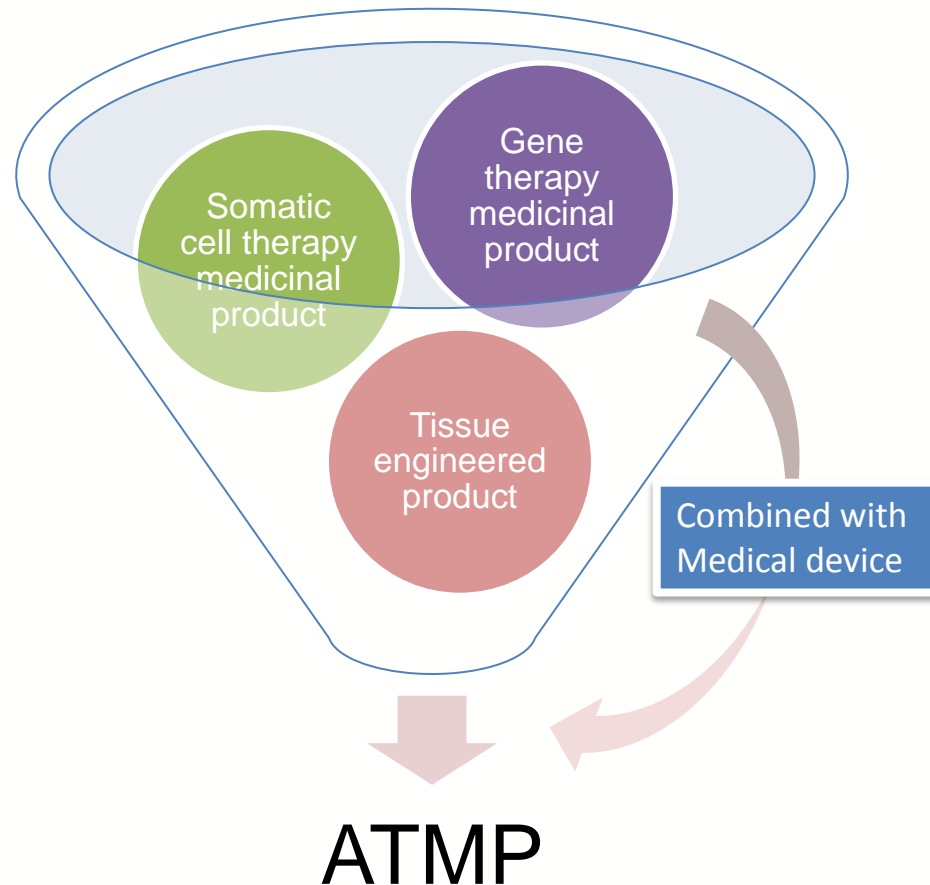 Gene
therapy
medicinal
product
Somatic
cell therapy
medicinal
product
Tissue
engineered
product
Combined with
Medical device
ATMP